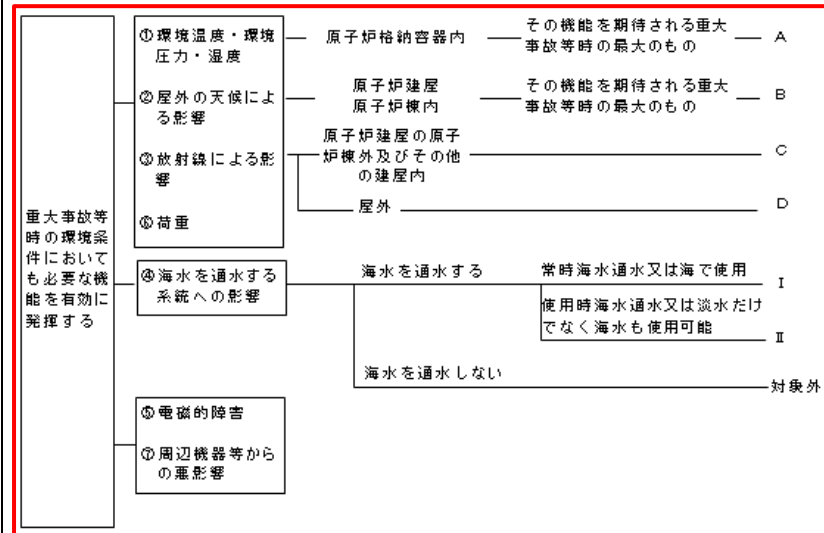 重大事故等
時の環境条
件において
も必要な機
能を有効に
発揮する
①環境温度・環境
圧力・湿度
②屋外の天候によ
る影響
③放射線による影
響
⑥荷重
原子炉格納容器内
その機能を期待される重大
事故等時の最大のもの
A
原子炉建屋
原子炉棟内
その機能を期待される重大
事故等時の最大のもの
B
原子炉建屋の原子
炉棟外及びその他
の建屋内
C
屋外
D
④海水を通水する
系統への影響
海水を通水する
常時海水通水又は海で使用
Ⅰ
使用時海水通水又は淡水だけ
でなく海水も使用可能
Ⅱ
海水を通水しない
対象外
⑤電磁的障害
⑦周辺機器等から
の悪影響